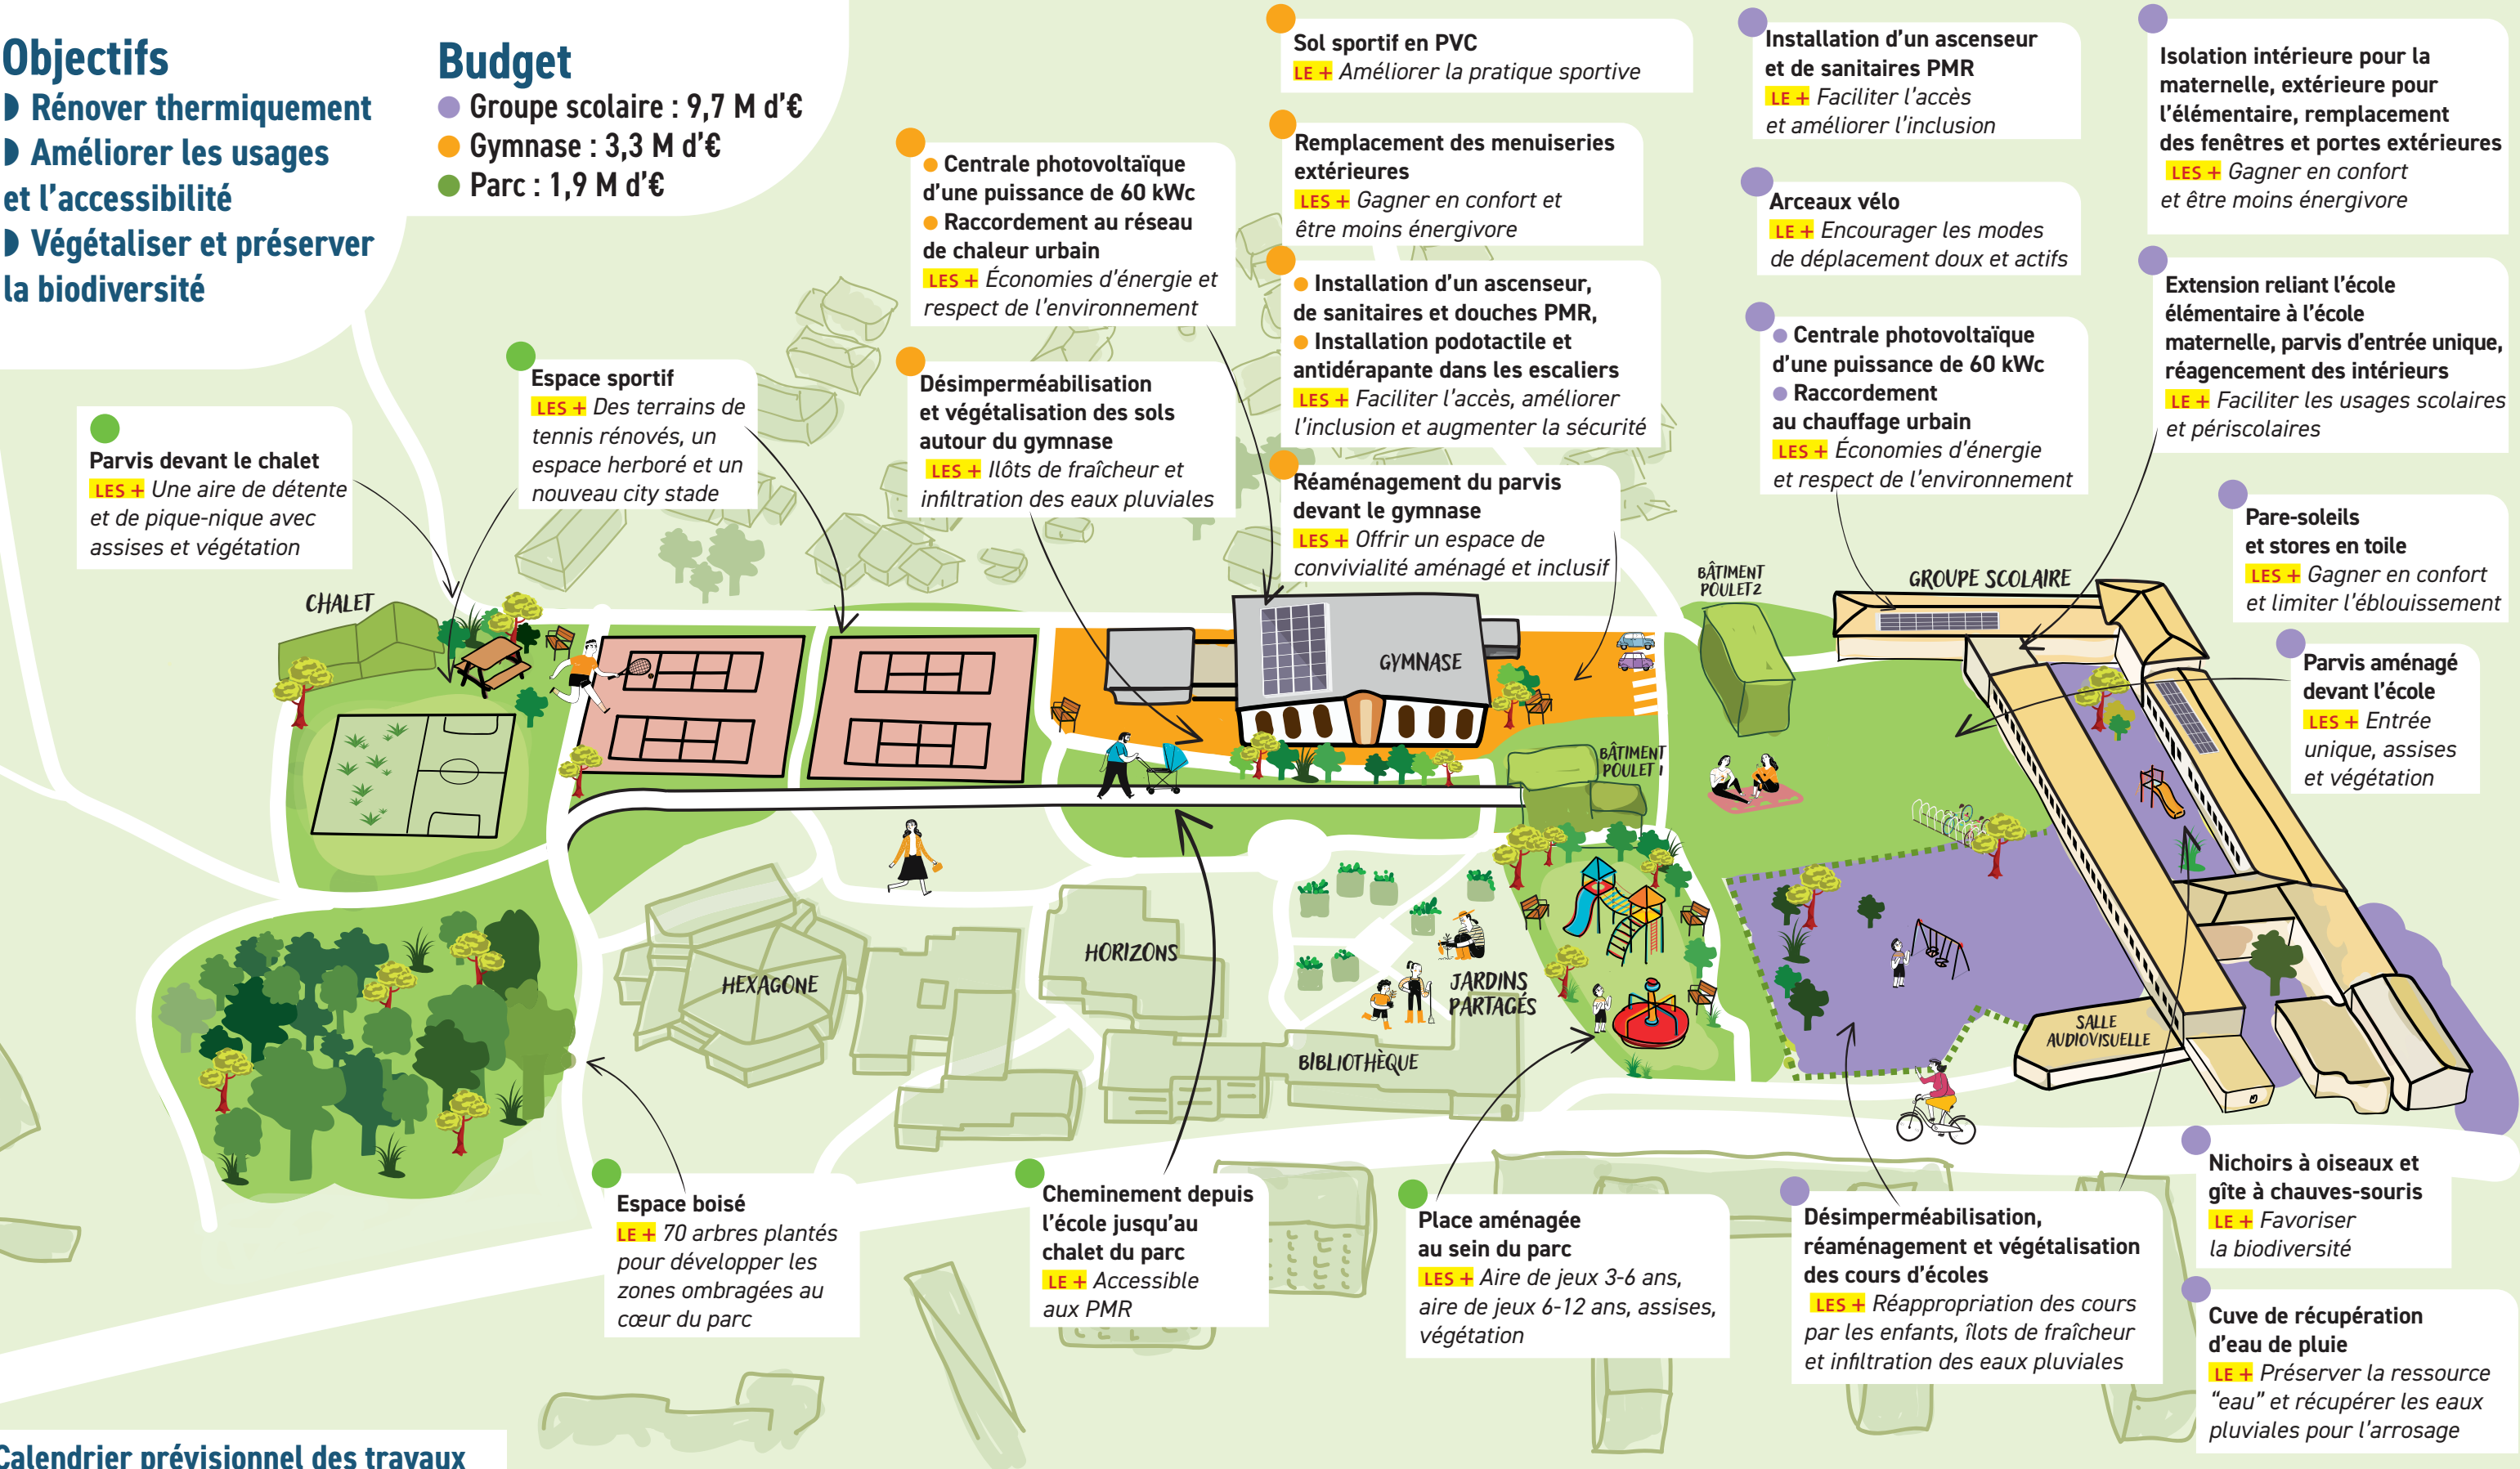 Objectifs
◗ Rénover thermiquement
◗ Améliorer les usages
et l'accessibilité
◗ Végétaliser et préserver
la biodiversité
Budget
● Groupe scolaire : 9,7 M d'€
● Gymnase : 3,3 M d'€
● Parc : 1,9 M d'€
Parvis devant le chalet
LES + Une aire de détente
et de pique-nique avec
assises et végétation
Espace sportif
LES + Des terrains de
tennis rénovés, un
espace herboré et un
nouveau city stade
● Centrale photovoltaïque
d'une puissance de 60 kWc
● Raccordement au réseau
de chaleur urbain
LES + Économies d'énergie et
respect de l'environnement
Désimperméabilisation
et végétalisation des sols
autour du gymnase
LES + Ilôts de fraîcheur et
infiltration des eaux pluviales
Sol sportif en PVC
LE + Améliorer la pratique sportive
Remplacement des menuiseries
extérieures
LES + Gagner en confort et
être moins énergivore
● Installation d'un ascenseur,
de sanitaires et douches PMR,
● Installation podotactile et
antidérapante dans les escaliers
LES + Faciliter l'accès, améliorer
l'inclusion et augmenter la sécurité
Réaménagement du parvis
devant le gymnase
LES + Offrir un espace de
convivialité aménagé et inclusif
Installation d'un ascenseur
et de sanitaires PMR
LE + Faciliter l'accès
et améliorer l'inclusion
Arceaux vélo
LE + Encourager les modes
de déplacement doux et actifs
● Centrale photovoltaïque
d'une puissance de 60 kWc
● Raccordement
au chauffage urbain
LES + Économies d'énergie
et respect de l'environnement
Isolation intérieure pour la
maternelle, extérieure pour
l'élémentaire, remplacement
des fenêtres et portes extérieures
LES + Gagner en confort
et être moins énergivore
Extension reliant l'école
élémentaire à l'école
maternelle, parvis d'entrée unique,
réagencement des intérieurs
LE + Faciliter les usages scolaires
et périscolaires
Pare-soleils
et stores en toile
LES + Gagner en confort
et limiter l'éblouissement
Parvis aménagé
devant l'école
LES + Entrée
unique, assises
et végétation
CHALET
GYMNASE
BÂTIMENT
POULET 2
GROUPE SCOLAIRE
BÂTIMENT
POULET 1
HEXAGONE
HORIZONS
JARDINS
PARTAGÉS
BIBLIOTHÈQUE
SALLE
AUDIOVISUELLE
Espace boisé
LE + 70 arbres plantés
pour développer les
zones ombragées au
cœur du parc
Cheminement depuis
l'école jusqu'au
chalet du parc
LE + Accessible
aux PMR
Place aménagée
au sein du parc
LES + Aire de jeux 3-6 ans,
aire de jeux 6-12 ans, assises,
végétation
Désimperméabilisation,
réaménagement et végétalisation
des cours d'écoles
LES + Réappropriation des cours
par les enfants, îlots de fraîcheur
et infiltration des eaux pluviales
Nichoirs à oiseaux et
gîte à chauves-souris
LE + Favoriser
la biodiversité
Cuve de récupération
d'eau de pluie
LE + Préserver la ressource
"eau" et récupérer les eaux
pluviales pour l'arrosage
Calendrier prévisionnel des travaux